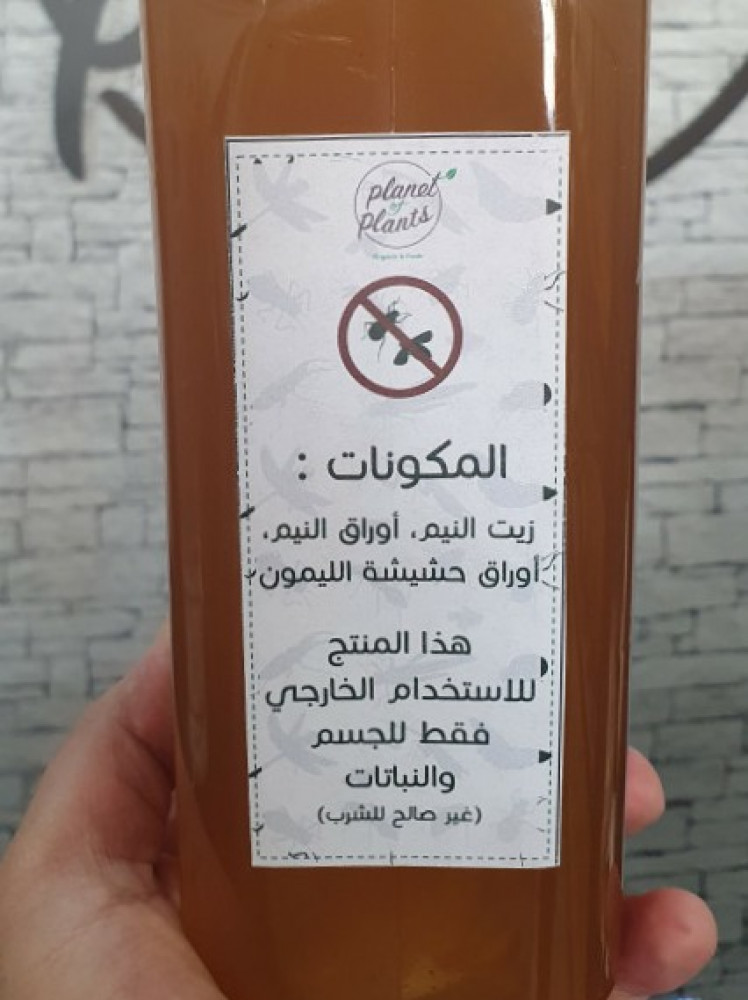 planet
of
Plants
المكونات :
زيت النيم، أوراق النيم،
أوراق حشيشة الليمون
هذا المنتج
للاستخدام الخارجي
فقط للجسم
والنباتات
(غير صالح للشرب)